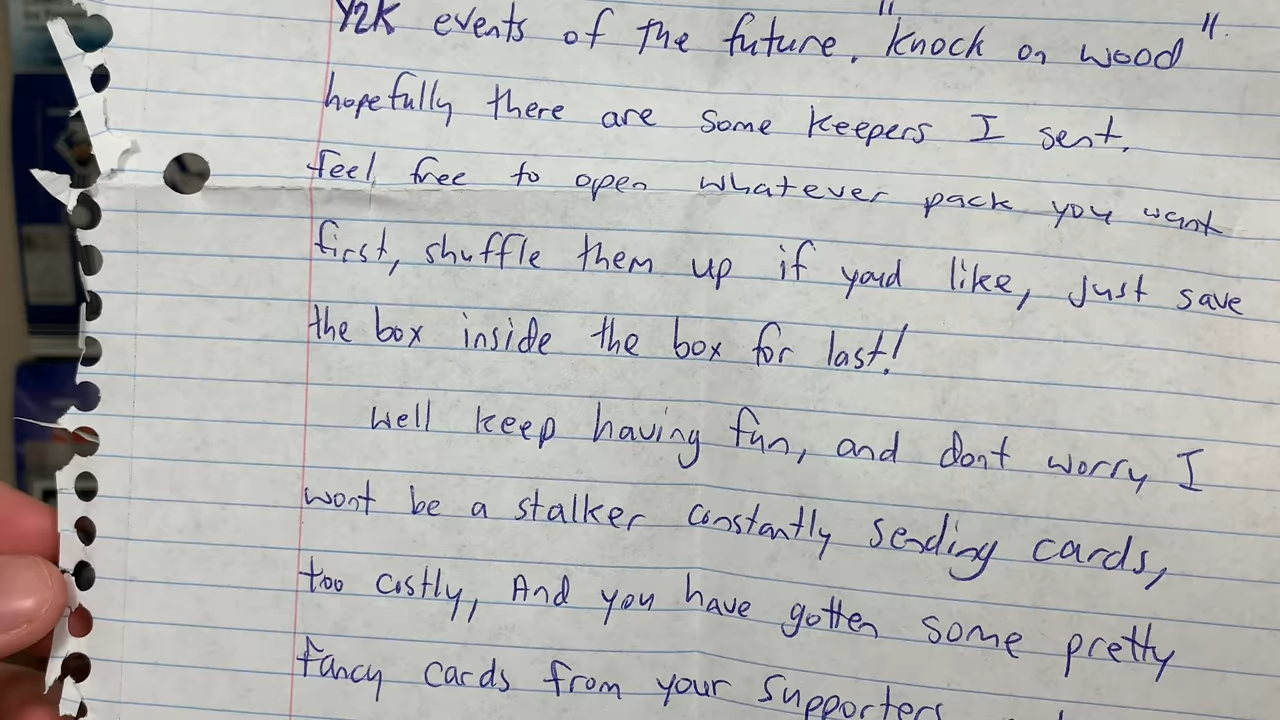 Y2K events of the future. "Knock on wood".
hopefully there are some keepers I sent.
feel free to open whatever pack you want
first, shuffle them up if youd like, just save
the box inside the box for last!
Well keep having fun, and dont worry, I
wont be a stalker constantly sending cards,
too costly, And you have gotten some pretty
fancy cards from your supporters